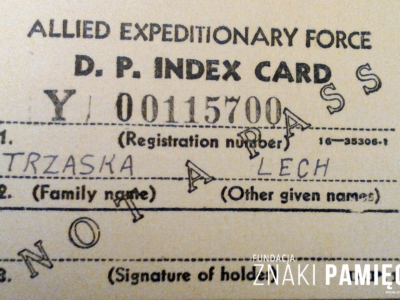 ALLIED EXPEDITIONARY FORCE
D. P. INDEX CARD
Y 00115700
1. (Registration number) 16—35306-1
TRZASKA LECH
2. (Family name) (Other given names)
NOT A PASS
3. (Signature of holder)
FUNDACJA
ZNAKI PAMIĘC